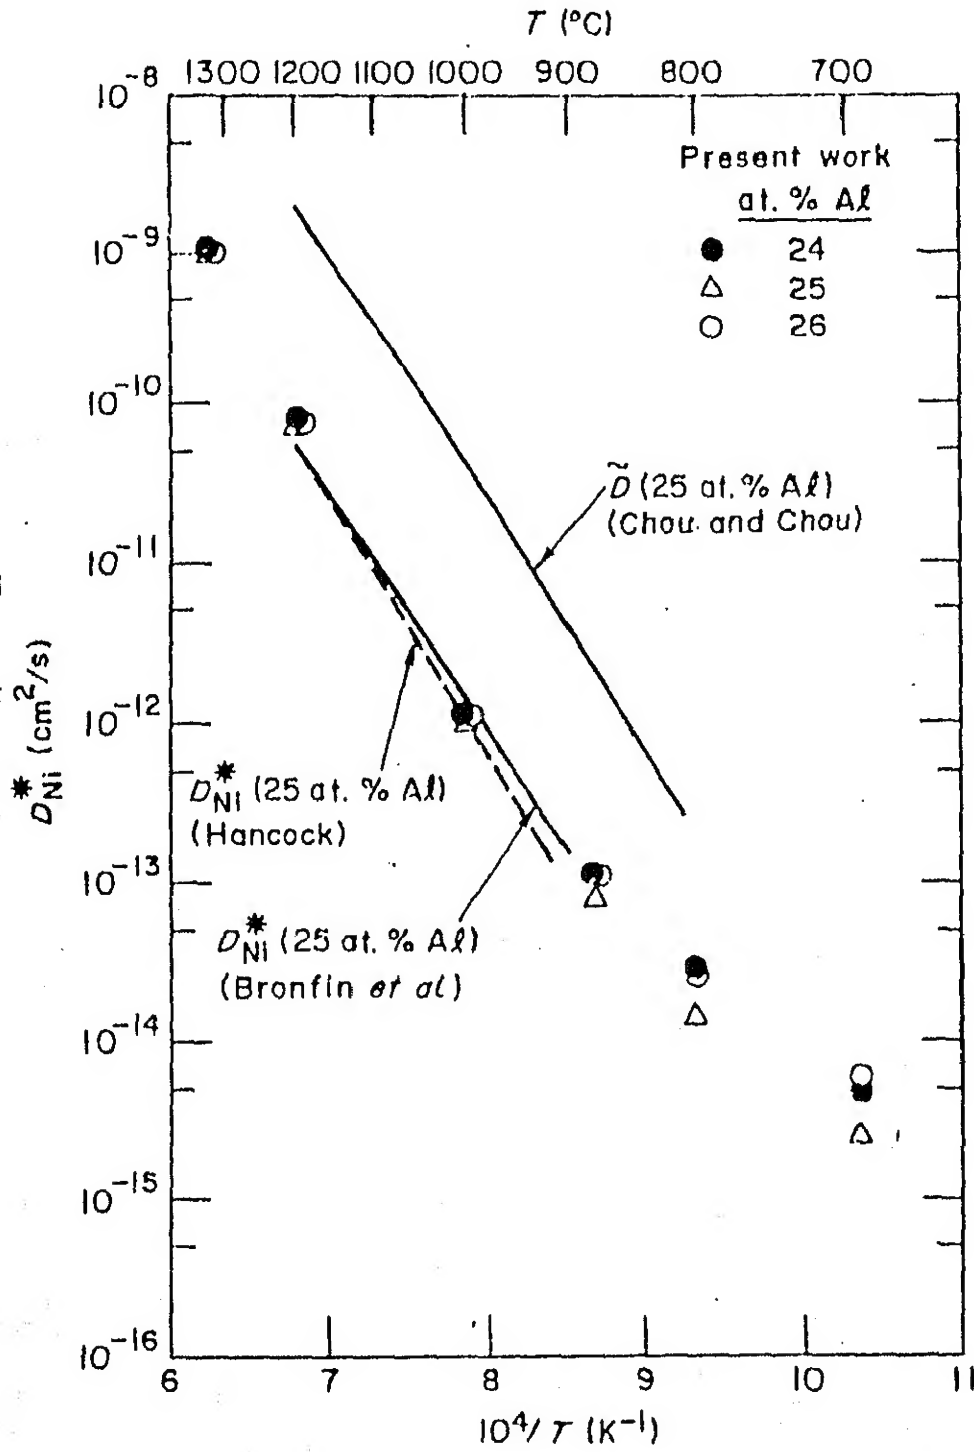 T (°C)
1300 1200 1100 1000 900 800 700
10⁻⁸
Present work
at. % Al
● 24
△ 25
○ 26
10⁻⁹
10⁻¹⁰
D̃ (25 at. % Al)
(Chou and Chou)
10⁻¹¹
D*Ni (cm²/s)
10⁻¹²
D*Ni (25 at. % Al)
(Hancock)
10⁻¹³
D*Ni (25 at. % Al)
(Bronfin et al)
10⁻¹⁴
10⁻¹⁵
10⁻¹⁶
6 7 8 9 10 11
10⁴/T (K⁻¹)